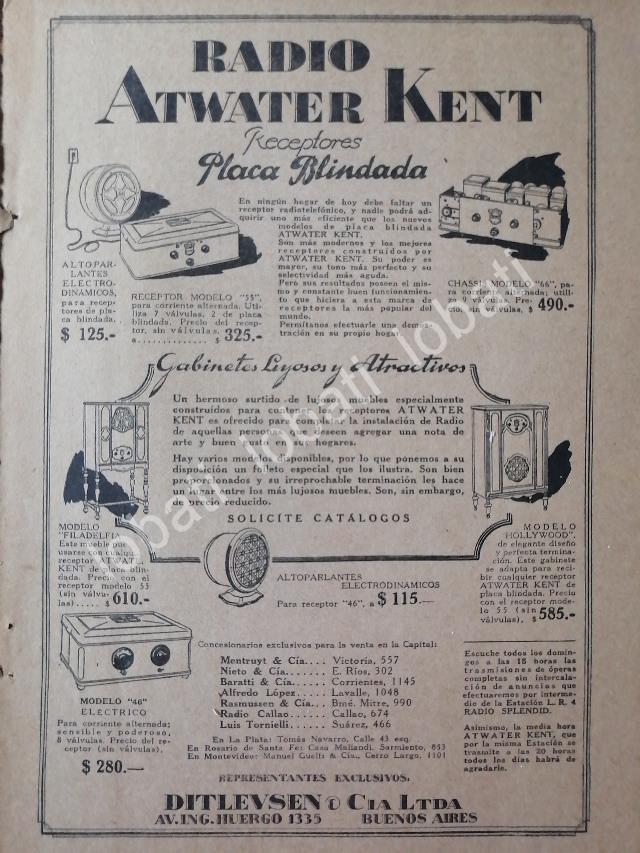 RADIO
ATWATER KENT
Receptores
Placa Blindada
En ningún hogar de hoy debe faltar un
receptor radiotelefónico, y nadie podrá ad-
quirir uno más eficiente que los nuevos
modelos de placa blindada
ATWATER KENT.
Son más modernos y los mejores
receptores construídos por
ATWATER KENT. Su poder es
mayor, su tono más perfecto y su
selectividad más aguda.
Pero sus resultados poseen el mis-
mo y constante buen funcionamien-
to que hiciera a esta marca de
receptores la más popular del
mundo.
Permítanos efectuarle una demos-
tración en su propio hogar.
ALTOPAR-
LANTES
ELECTRO-
DINAMICOS,
para recep-
tores de pla-
ca blindada.
$ 125.-
RECEPTOR MODELO "55",
para corriente alternada. Uti-
liza 7 válvulas, 2 de placa
blindada. Precio del recep-
tor, sin válvulas,
a.............. $ 325.-
CHASSI MODELO "66", pa-
ra corriente alternada; utili-
za 9 válvulas. Pre-
cio, sin válvulas, $ 490.-
Gabinetes Lujosos y Atractivos
Un hermoso surtido de lujosos muebles especialmente
construídos para contener los receptores ATWATER
KENT es ofrecido para completar la instalación de Radio
de aquellas personas que deseen agregar una nota de
arte y buen gusto en sus hogares.
Hay varios modelos disponibles, por lo que ponemos a su
disposición un folleto especial que los ilustra. Son bien
proporcionados y su irreprochable terminación les hace
un lugar entre los más lujosos muebles. Son, sin embargo,
de precio reducido.
SOLICITE CATÁLOGOS
MODELO
"FILADELFIA"
Este mueble puede
usarse con cualquier
receptor ATWATER
KENT de placa blin-
dada. Precio con el
receptor modelo 55
(sin válvu-
las)..... $ 610.-
MODELO
HOLLYWOOD",
de elegante diseño
y perfecta termina-
ción. Este gabinete
se adapta para reci-
bir cualquier receptor
ATWATER KENT de
placa blindada. Precio
con el receptor mode-
lo 55 (sin
válvulas), $ 585.-
ALTOPARLANTES
ELECTRODINAMICOS
Para receptor "46", a $ 115.—
MODELO "46"
ELÉCTRICO
Para corriente alternada;
sensible y poderoso,
8 válvulas. Precio del re-
ceptor (sin válvulas),
$ 280.—
Concesionarios exclusivos para la venta en la Capital:
Mentruyt & Cía.... Victoria, 557
Nieto & Cía....... E. Ríos, 302
Baratti & Cía..... Corrientes, 1145
Alfredo López..... Lavalle, 1048
Rasmussen & Cía... Bmé. Mitre, 990
Radio Callao...... Callao, 674
Luis Tornielli.... Suárez, 466
En La Plata: Tomás Navarro, Calle 43 esq.
En Rosario de Santa Fe: Casa Maliandi. Sarmiento, 853
En Montevideo: Manuel Guelfi & Cía., Cerro Largo, 1101
Escuche todos los domin-
gos a las 15 horas las
trasmisiones de óperas
completas sin intercala-
ción de anuncios que
efectuaremos por interme-
dio de la Estación L. R. 4
RADIO SPLENDID.
Asimismo, la media hora
ATWATER KENT, que
por la misma Estación se
trasmite a las 20 horas
todos los días habrá de
agradarle.
REPRESENTANTES EXCLUSIVOS:
DITLEVSEN & CIA LTDA
AV. ING. HUERGO 1335 BUENOS AIRES
lobati lobati lobati lobati